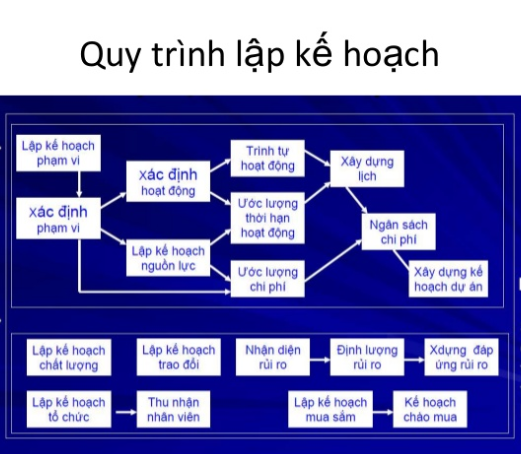 Quy trình lập kế hoạch
Lập kế hoạch
phạm vi
Xác định
phạm vi
Xác định
hoạt động
Lập kế hoạch
nguồn lực
Trình tự
hoạt động
Ước lượng
thời hạn
hoạt động
Ước lượng
chi phí
Xây dựng
lịch
Ngân sách
chi phí
Xây dựng kế
hoạch dự án
Lập kế hoạch
chất lượng
Lập kế hoạch
trao đổi
Nhận diện
rủi ro
Định lượng
rủi ro
Xdựng đáp
ứng rủi ro
Lập kế hoạch
tổ chức
Thu nhận
nhân viên
Lập kế hoạch
mua sắm
Kế hoạch
chào mua